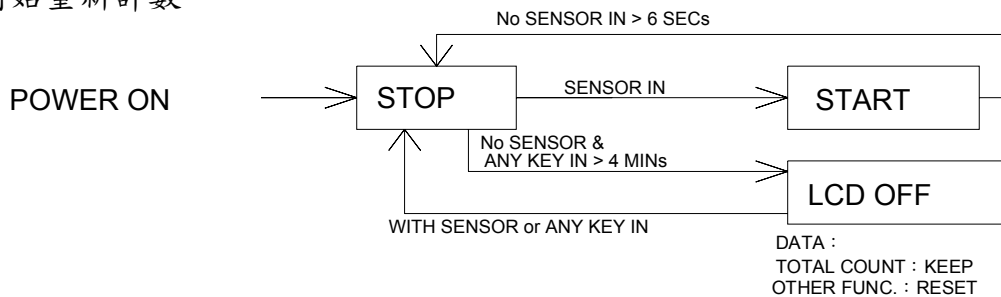 始重新計數
No SENSOR IN > 6 SECs
POWER ON
STOP
SENSOR IN
START
No SENSOR &
ANY KEY IN > 4 MINs
LCD OFF
WITH SENSOR or ANY KEY IN
DATA：
TOTAL COUNT：KEEP
OTHER FUNC.：RESET